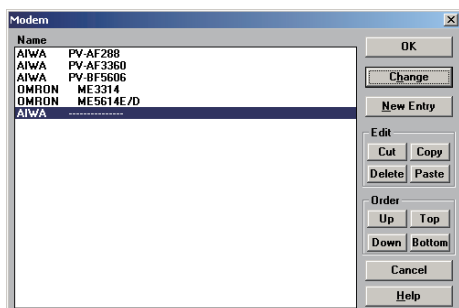 Modem
Name
AIWA PV-AF288
AIWA PV-AF3360
AIWA PV-BF5606
OMRON ME3314
OMRON ME5614E/D
AIWA ---------------
OK
Change
New Entry
Edit
Cut Copy
Delete Paste
Order
Up Top
Down Bottom
Cancel
Help